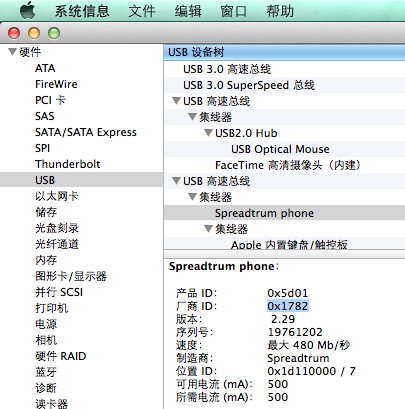 系统信息 文件 编辑 窗口 帮助
硬件
ATA
FireWire
PCI 卡
SAS
SATA/SATA Express
SPI
Thunderbolt
USB
以太网卡
储存
光盘刻录
光纤通道
内存
图形卡/显示器
并行 SCSI
打印机
电源
相机
硬件 RAID
蓝牙
诊断
读卡器
USB 设备树
USB 3.0 高速总线
USB 3.0 SuperSpeed 总线
USB 高速总线
集线器
USB2.0 Hub
USB Optical Mouse
FaceTime 高清摄像头（内建）
USB 高速总线
集线器
Spreadtrum phone
集线器
Apple 内置键盘/触控板
Spreadtrum phone：
产品 ID： 0x5d01
厂商 ID： 0x1782
版本： 2.29
序列号： 19761202
速度： 最大 480 Mb/秒
制造商： Spreadtrum
位置 ID： 0x1d110000 / 7
可用电流 (mA)： 500
所需电流 (mA)： 500